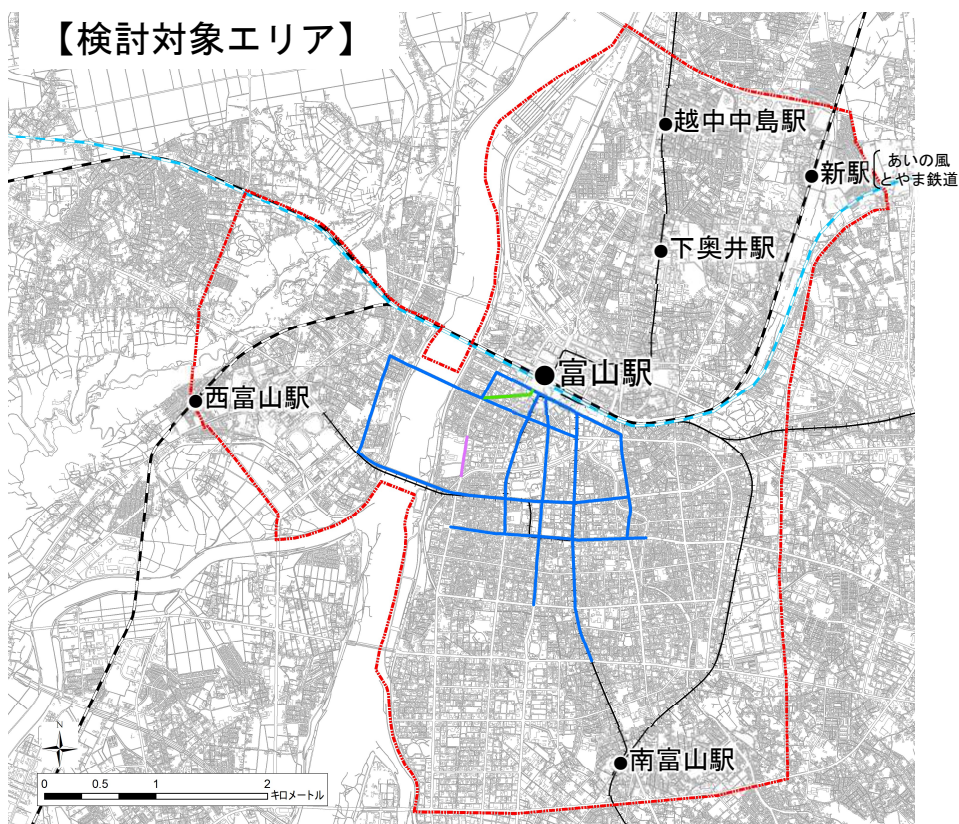 【検討対象エリア】
越中中島駅
新駅
あいの風
とやま鉄道
下奥井駅
富山駅
西富山駅
南富山駅
N
0 0.5 1 2
キロメートル